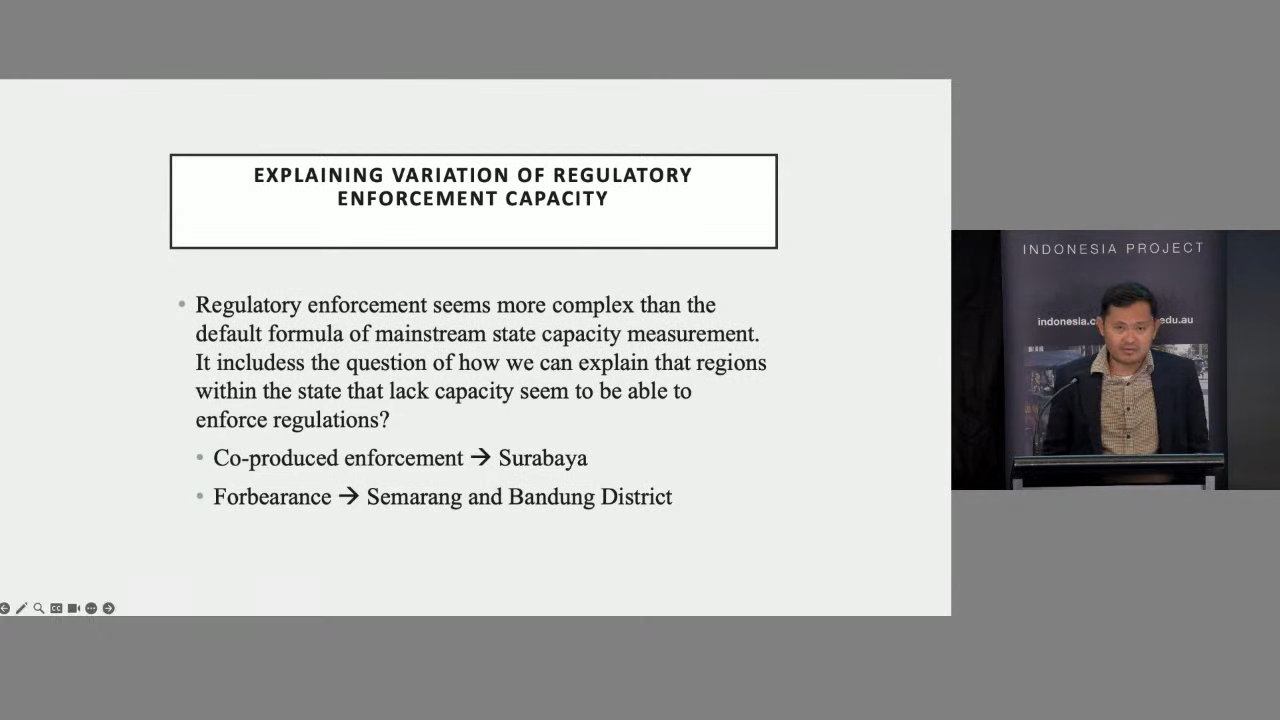 EXPLAINING VARIATION OF REGULATORY
ENFORCEMENT CAPACITY
• Regulatory enforcement seems more complex than the
default formula of mainstream state capacity measurement.
It includess the question of how we can explain that regions
within the state that lack capacity seem to be able to
enforce regulations?
• Co-produced enforcement → Surabaya
• Forbearance → Semarang and Bandung District
INDONESIA PROJECT
edu.au